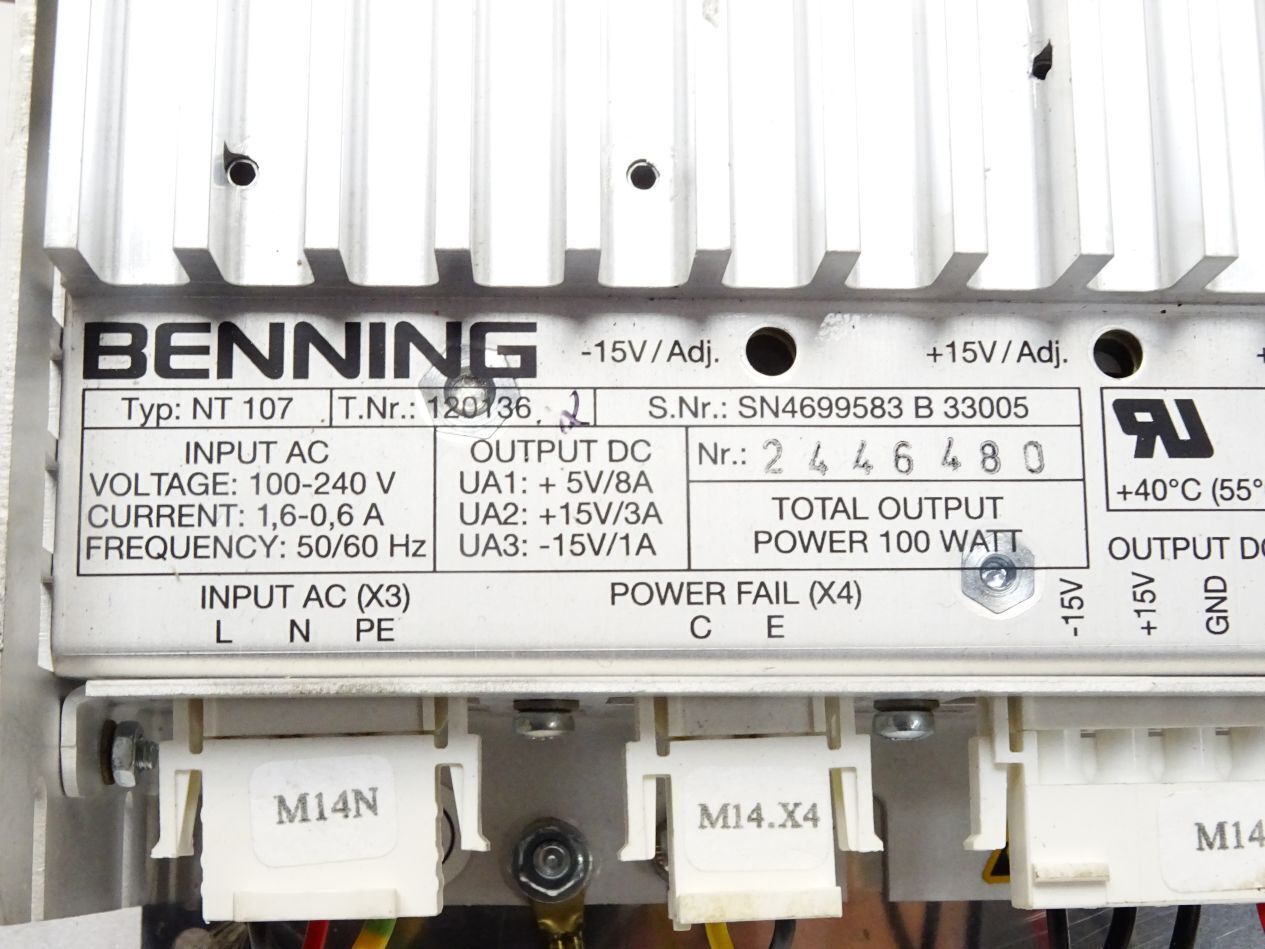 BENNING -15V/Adj. +15V/Adj. +
Typ: NT 107 T.Nr.: 120136 2 S.Nr.: SN4699583 B 33005
INPUT AC
VOLTAGE: 100-240 V
CURRENT: 1,6-0,6 A
FREQUENCY: 50/60 Hz
OUTPUT DC
UA1: + 5V/8A
UA2: +15V/3A
UA3: -15V/1A
Nr.: 2446480
TOTAL OUTPUT
POWER 100 WATT
+40°C (55°
OUTPUT DC
-15V +15V GND
INPUT AC (X3)
L N PE
POWER FAIL (X4)
C E
M14N
M14.X4
M14